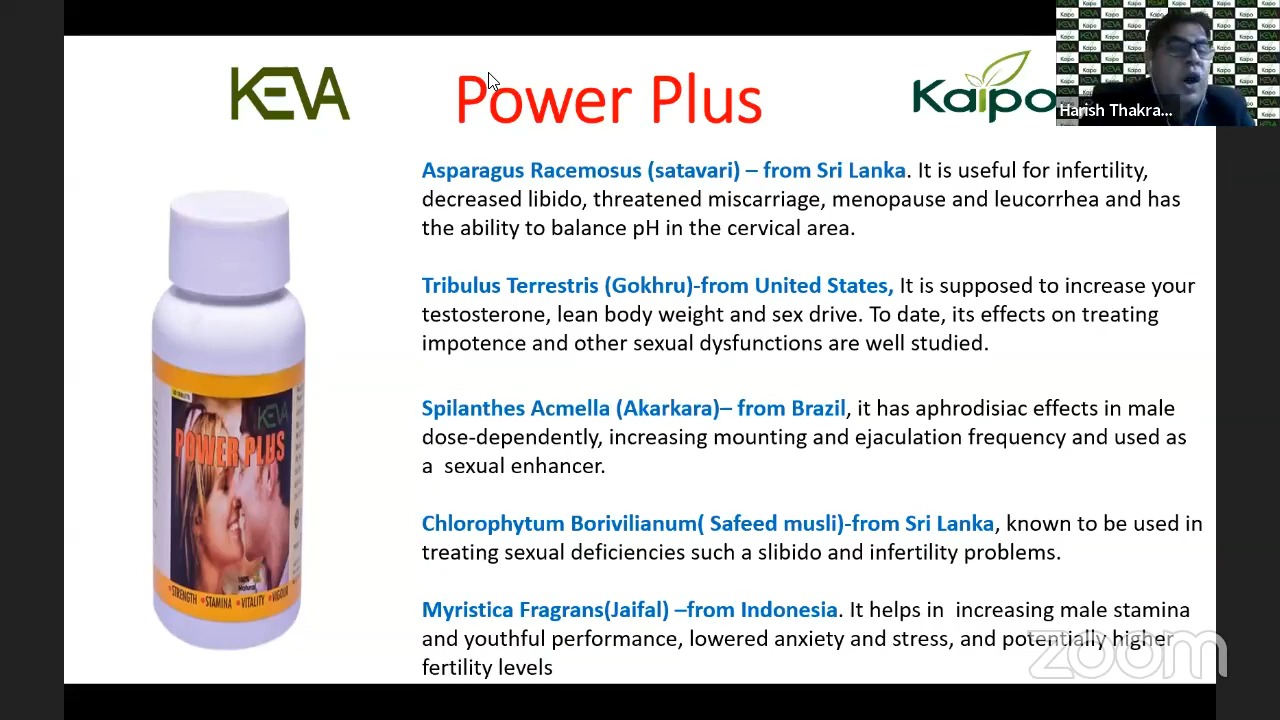 KEVA
Power Plus
Kaipo
Harish Thakra...
Asparagus Racemosus (satavari) – from Sri Lanka. It is useful for infertility,
decreased libido, threatened miscarriage, menopause and leucorrhea and has
the ability to balance pH in the cervical area.
Tribulus Terrestris (Gokhru)-from United States, It is supposed to increase your
testosterone, lean body weight and sex drive. To date, its effects on treating
impotence and other sexual dysfunctions are well studied.
Spilanthes Acmella (Akarkara)– from Brazil, it has aphrodisiac effects in male
dose-dependently, increasing mounting and ejaculation frequency and used as
a  sexual enhancer.
Chlorophytum Borivilianum( Safeed musli)-from Sri Lanka, known to be used in
treating sexual deficiencies such a slibido and infertility problems.
Myristica Fragrans(Jaifal) –from Indonesia. It helps in  increasing male stamina
and youthful performance, lowered anxiety and stress, and potentially higher
fertility levels
KEVA
POWER PLUS
100%
Natural
• STRENGTH • STAMINA • VITALITY • VIGOUR
zoom